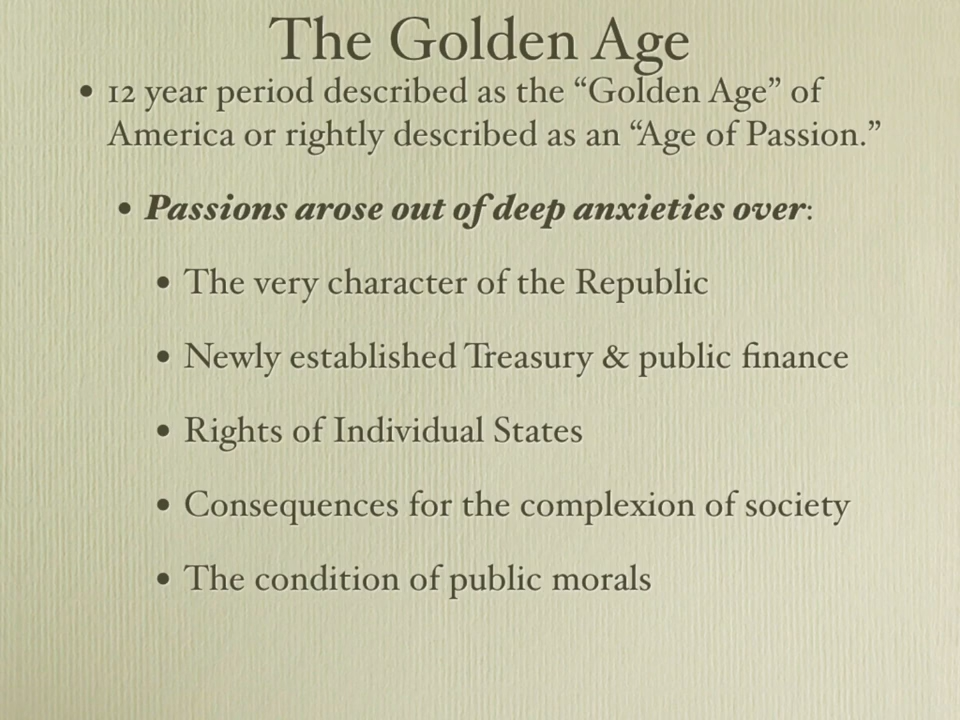 The Golden Age
• 12 year period described as the “Golden Age” of
America or rightly described as an “Age of Passion.”
• Passions arose out of deep anxieties over:
• The very character of the Republic
• Newly established Treasury & public finance
• Rights of Individual States
• Consequences for the complexion of society
• The condition of public morals